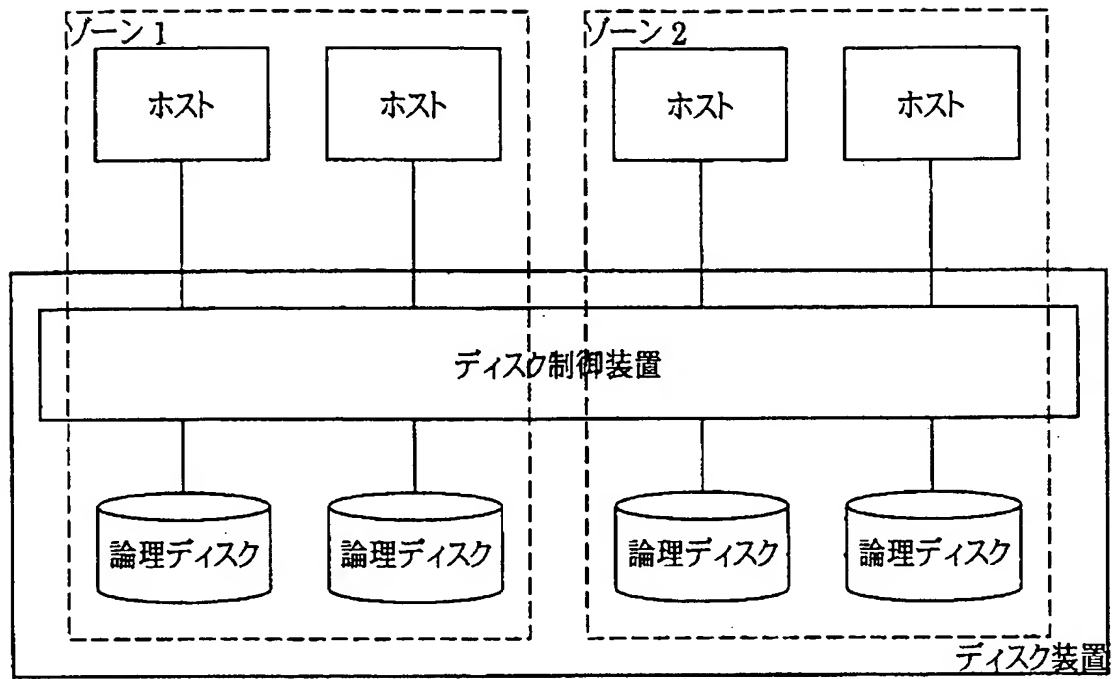 ゾーン 1
ゾーン 2
ホスト
ホスト
ホスト
ホスト
ディスク制御装置
論理ディスク
論理ディスク
論理ディスク
論理ディスク
ディスク装置